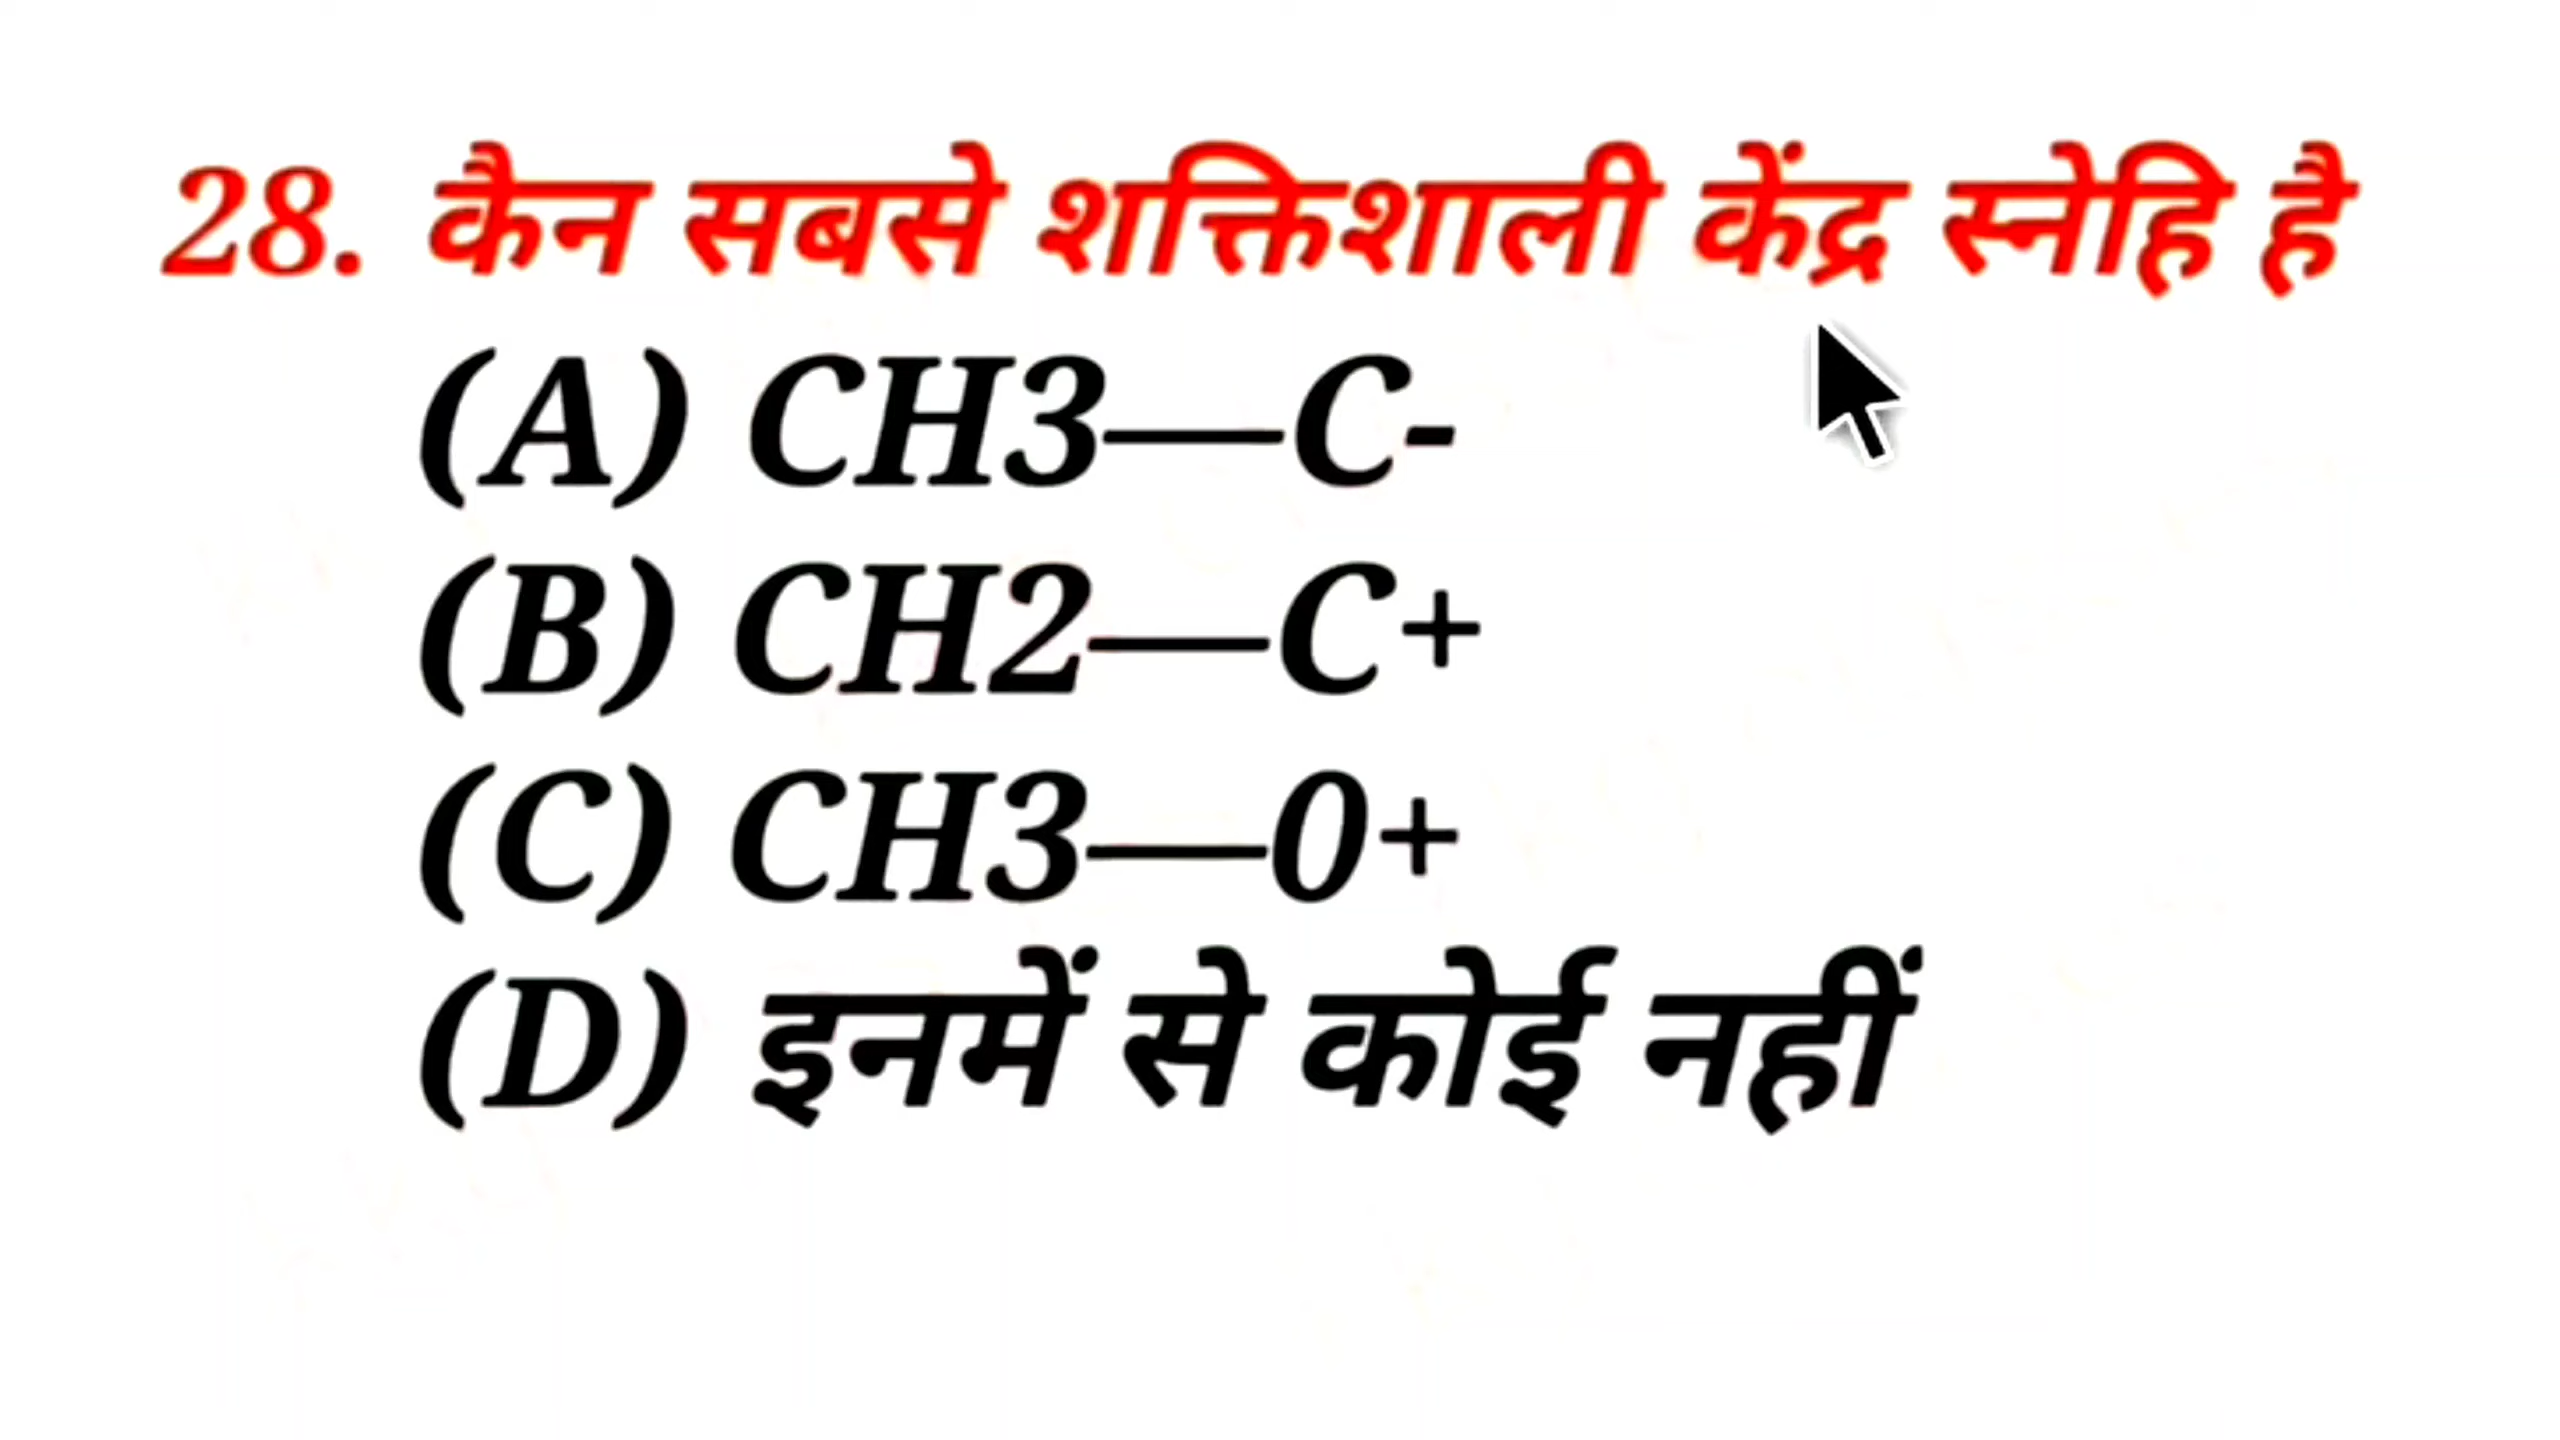 28. कैन सबसे शक्तिशाली केंद्र स्नेहि है
(A) CH3—C-
(B) CH2—C+
(C) CH3—0+
(D) इनमें से कोई नहीं